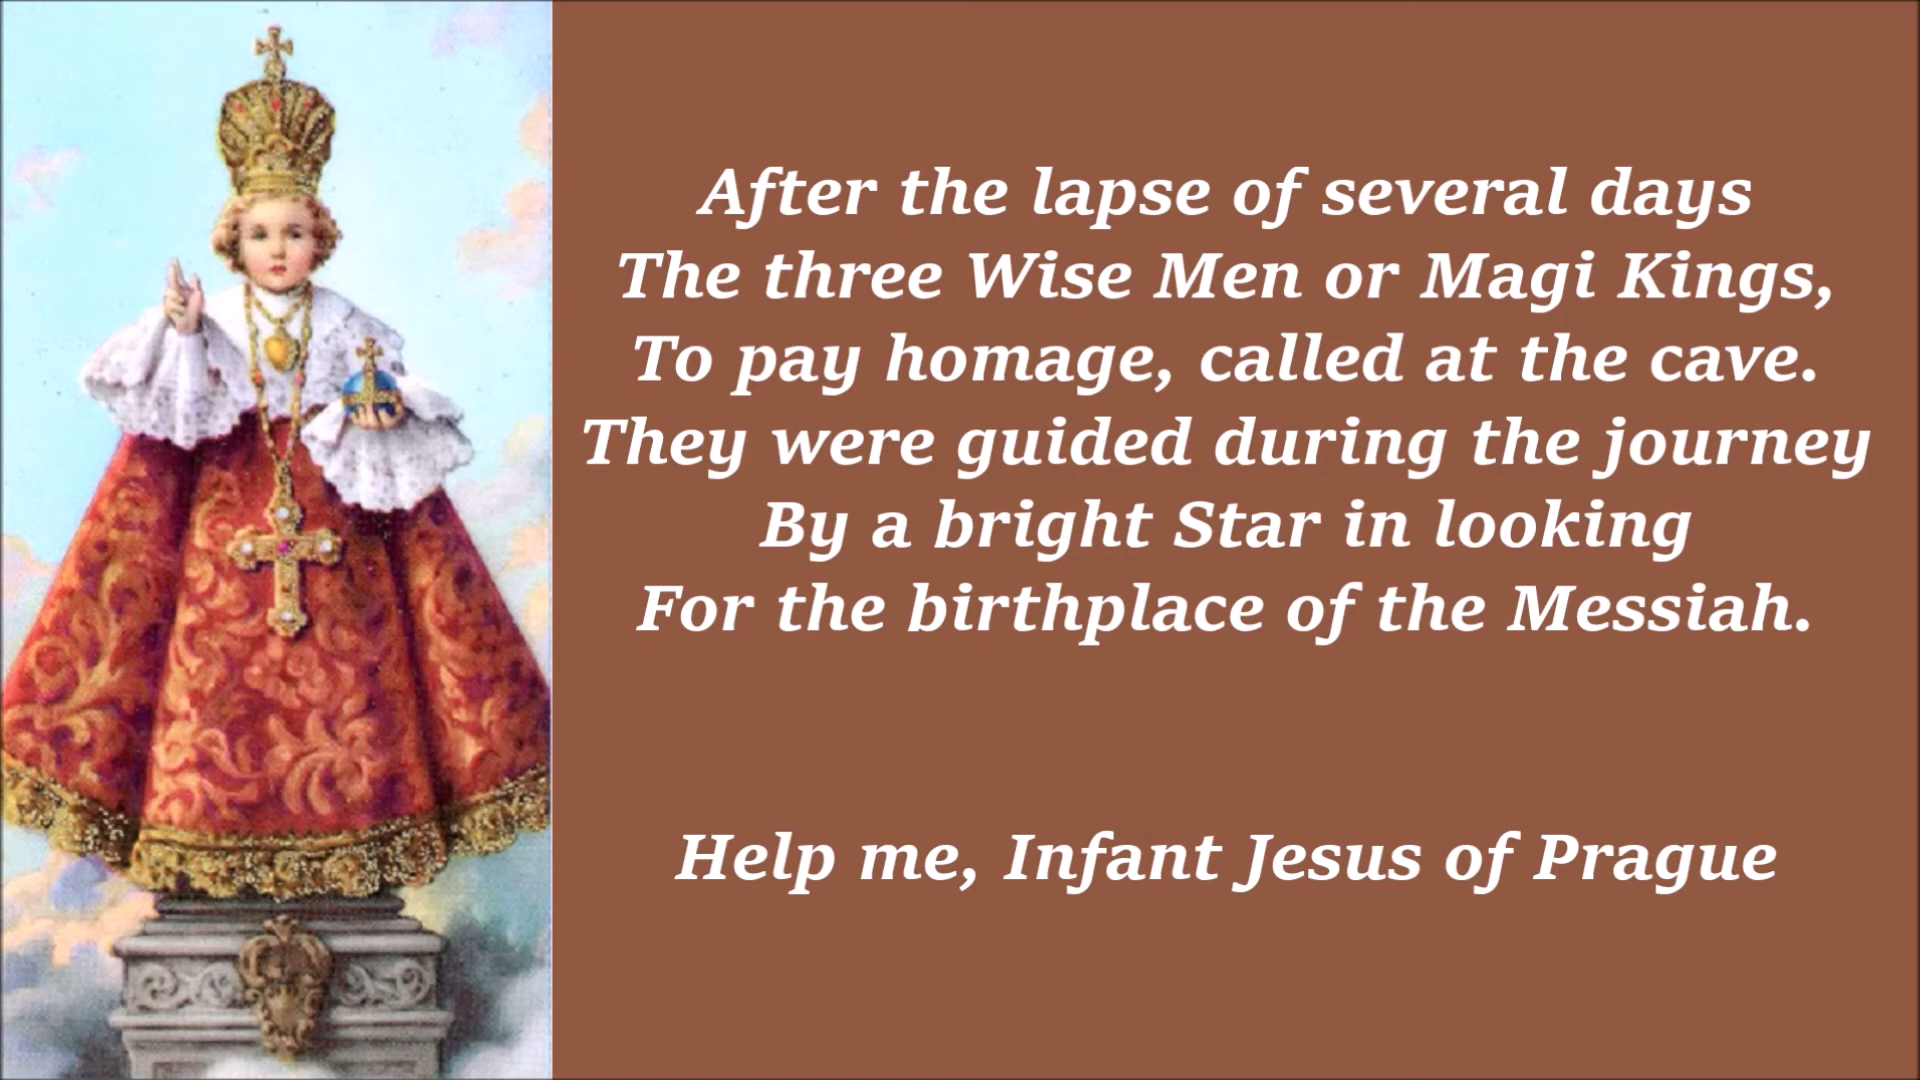 After the lapse of several days
The three Wise Men or Magi Kings,
To pay homage, called at the cave.
They were guided during the journey
By a bright Star in looking
For the birthplace of the Messiah.
Help me, Infant Jesus of Prague